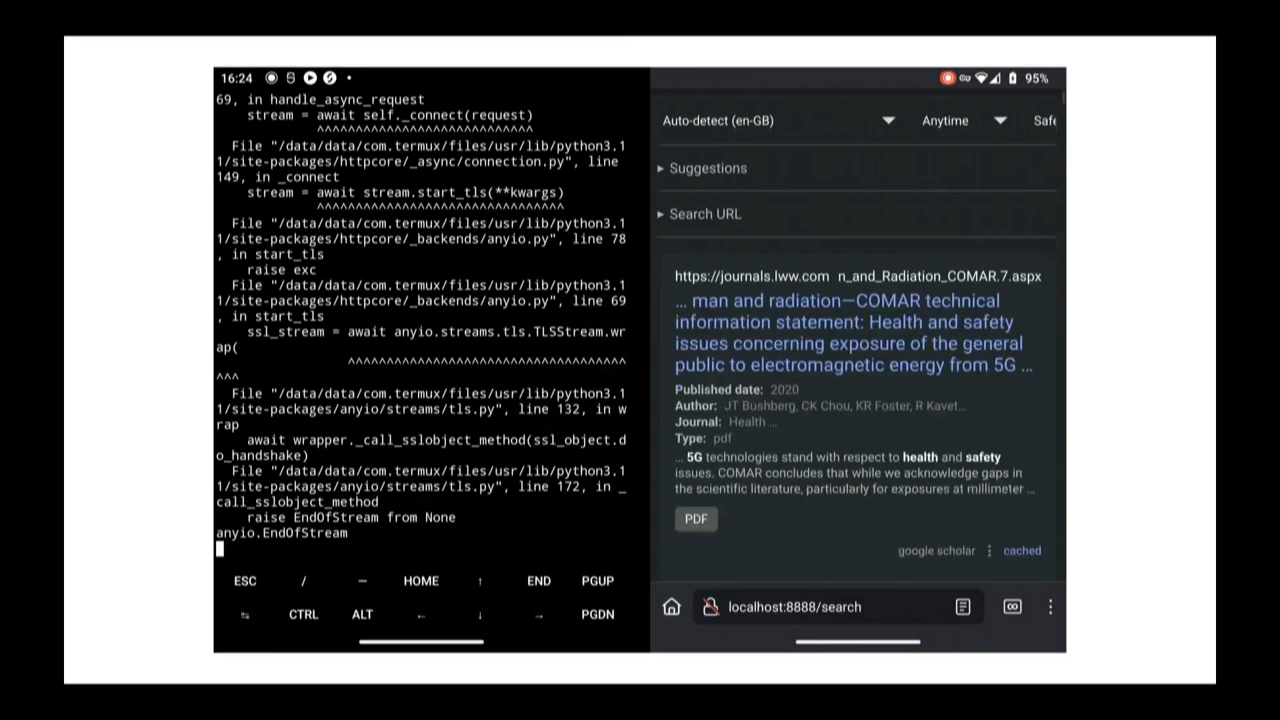 16:24
69, in handle_async_request
stream = await self._connect(request)
^^^^^^^^^^^^^^^^^^^^^^^^^^^^
File "/data/data/com.termux/files/usr/lib/python3.1
1/site-packages/httpcore/_async/connection.py", line
149, in _connect
stream = await stream.start_tls(**kwargs)
^^^^^^^^^^^^^^^^^^^^^^^^^^^^^^^^
File "/data/data/com.termux/files/usr/lib/python3.1
1/site-packages/httpcore/_backends/anyio.py", line 78
, in start_tls
raise exc
File "/data/data/com.termux/files/usr/lib/python3.1
1/site-packages/httpcore/_backends/anyio.py", line 69
, in start_tls
ssl_stream = await anyio.streams.tls.TLSStream.wr
ap(
^^^^^^^^^^^^^^^^^^^^^^^^^^^^^^^^^^^^
^^^
File "/data/data/com.termux/files/usr/lib/python3.1
1/site-packages/anyio/streams/tls.py", line 132, in w
rap
await wrapper._call_sslobject_method(ssl_object.d
o_handshake)
File "/data/data/com.termux/files/usr/lib/python3.1
1/site-packages/anyio/streams/tls.py", line 172, in _
call_sslobject_method
raise EndOfStream from None
anyio.EndOfStream
ESC / — HOME ↑ END PGUP
↹ CTRL ALT ← ↓ → PGDN
95%
Auto-detect (en-GB) Anytime Safe
Suggestions
Search URL
https://journals.lww.com n_and_Radiation_COMAR.7.aspx
... man and radiation—COMAR technical
information statement: Health and safety
issues concerning exposure of the general
public to electromagnetic energy from 5G ...
Published date: 2020
Author: JT Bushberg, CK Chou, KR Foster, R Kavet...
Journal: Health ...
Type: pdf
... 5G technologies stand with respect to health and safety
issues. COMAR concludes that while we acknowledge gaps in
the scientific literature, particularly for exposures at millimeter ...
PDF
google scholar cached
localhost:8888/search